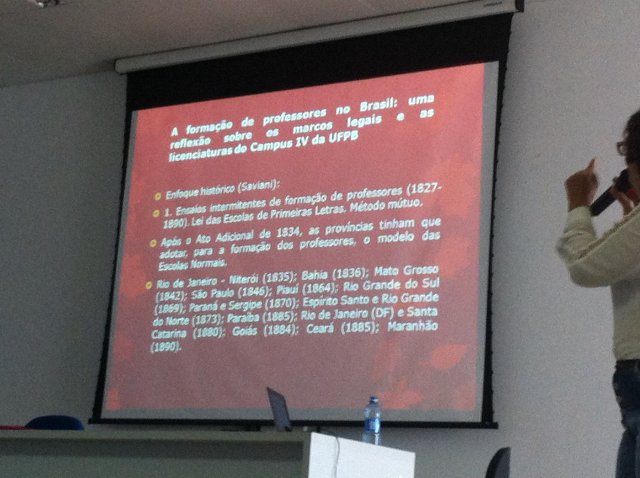 A formação de professores no Brasil: uma
reflexão sobre os marcos legais e as
licenciaturas do Campus IV da UFPB
Enfoque histórico (Saviani):
1. Ensaios intermitentes de formação de professores (1827-
1890). Lei das Escolas de Primeiras Letras. Método mútuo.
Após o Ato Adicional de 1834, as províncias tinham que
adotar, para a formação dos professores, o modelo das
Escolas Normais.
Rio de Janeiro - Niterói (1835); Bahia (1836); Mato Grosso
(1842); São Paulo (1846); Piauí (1864); Rio Grande do Sul
(1869); Paraná e Sergipe (1870); Espírito Santo e Rio Grande
do Norte (1873); Paraíba (1885); Rio de Janeiro (DF) e Santa
Catarina (1880); Goiás (1884); Ceará (1885); Maranhão
(1890).